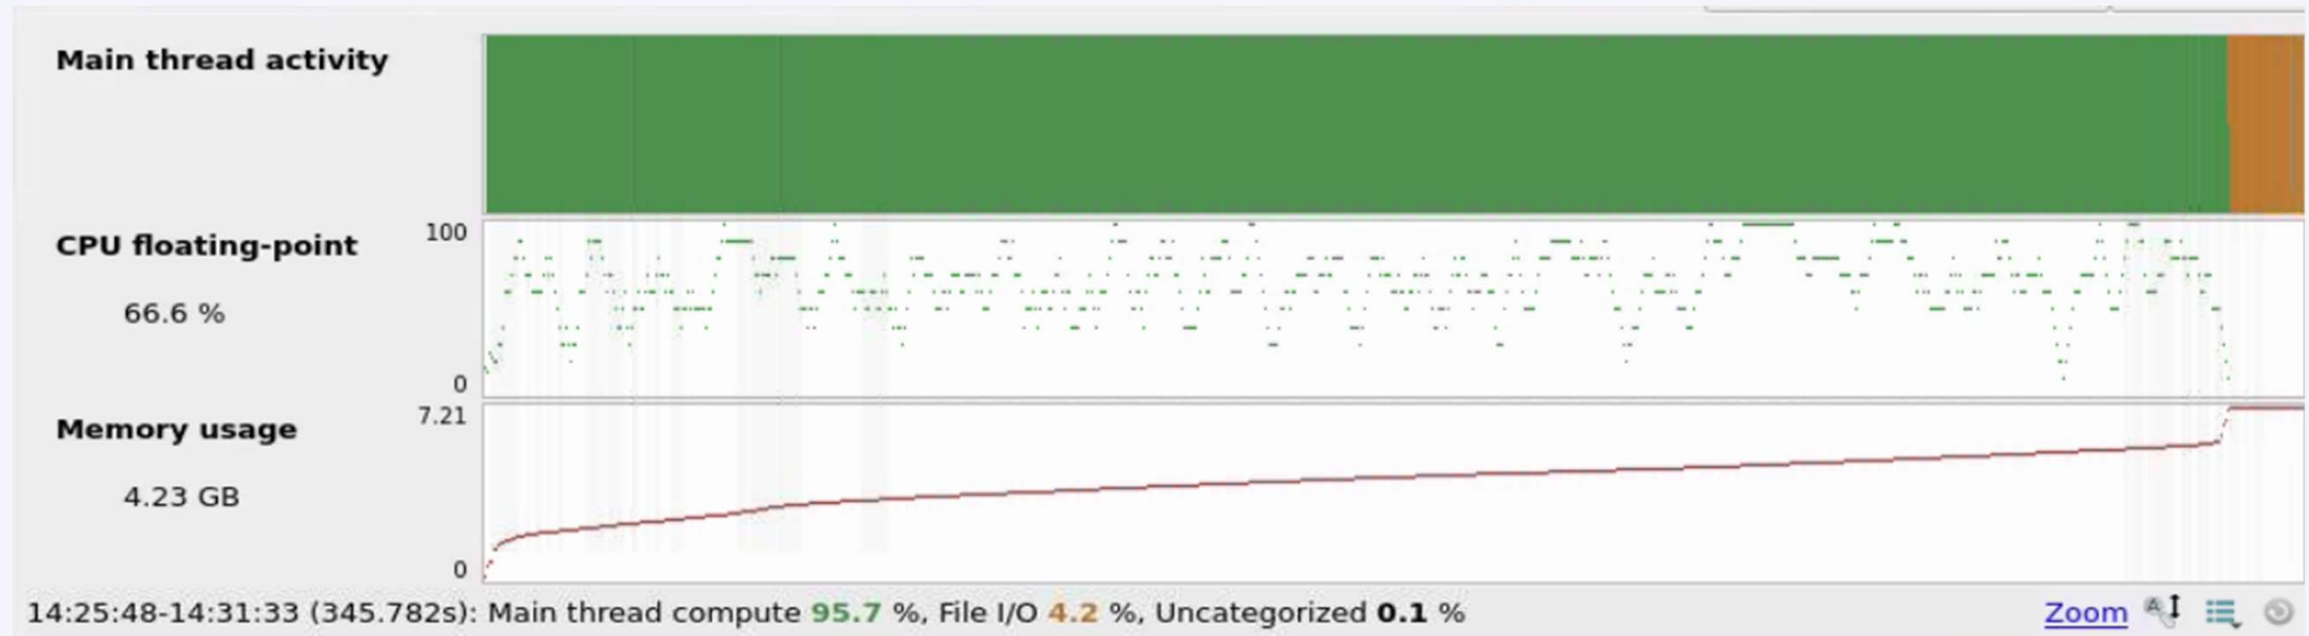 Main thread activity
CPU floating-point
66.6 %
100
0
Memory usage
4.23 GB
7.21
0
14:25:48-14:31:33 (345.782s): Main thread compute 95.7 %, File I/O 4.2 %, Uncategorized 0.1 %
Zoom